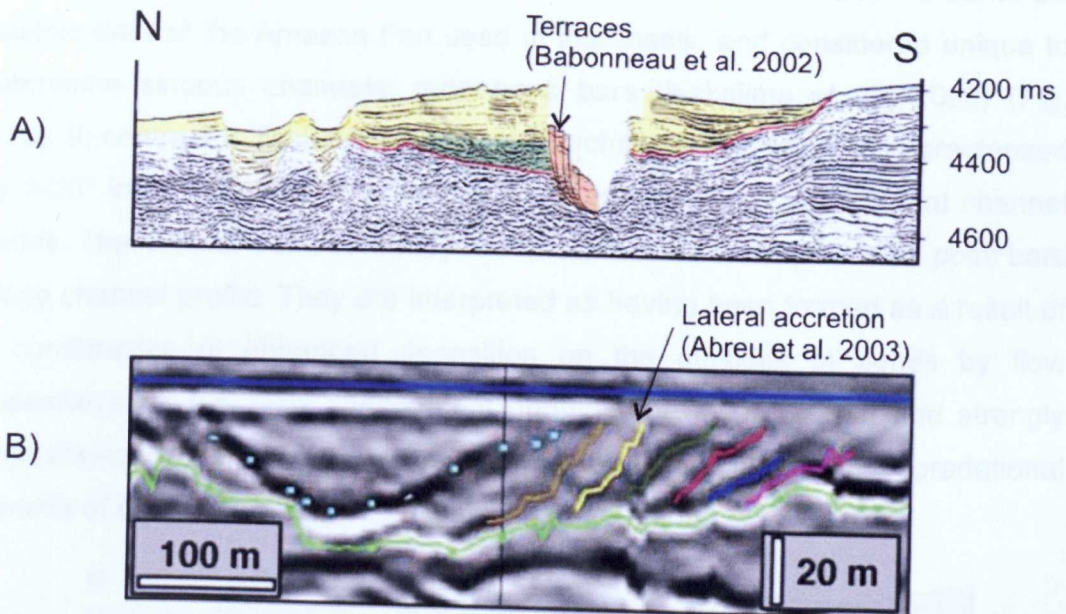 N
Terraces
(Babonneau et al. 2002)
S
A)
4200 ms
4400
4600
Lateral accretion
(Abreu et al. 2003)
B)
100 m
20 m